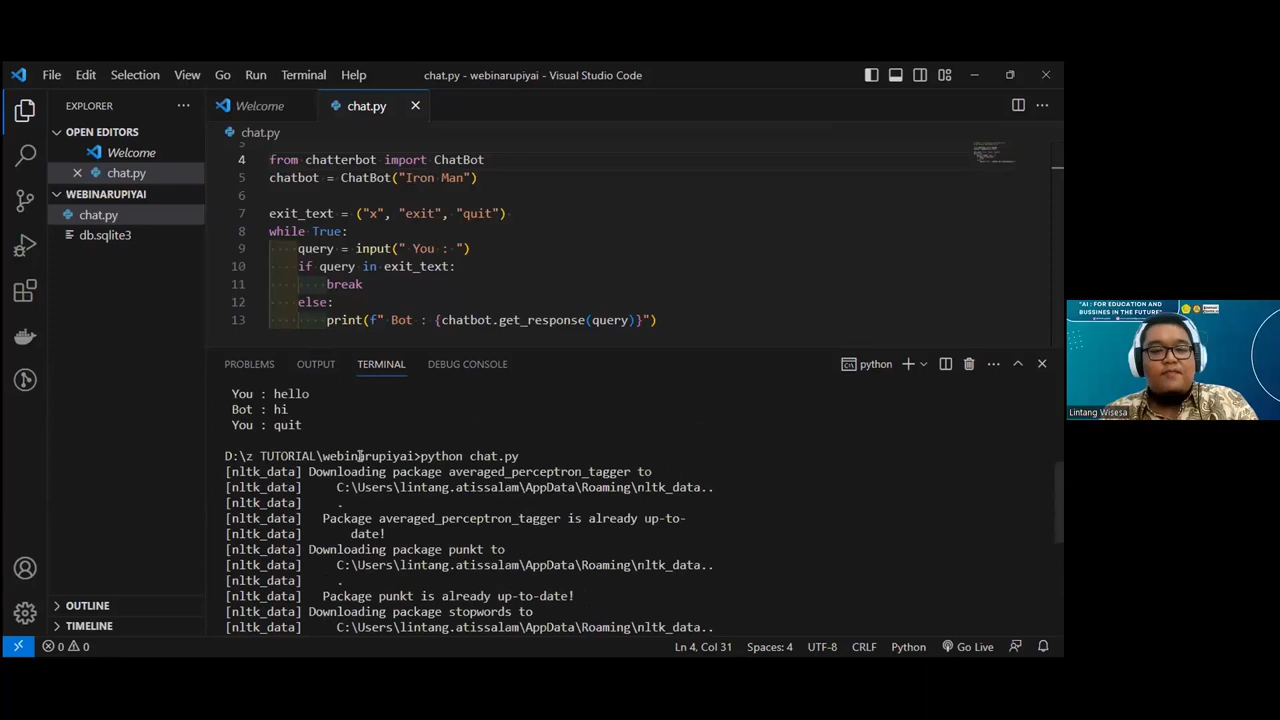 File Edit Selection View Go Run Terminal Help
chat.py - webinarupiyai - Visual Studio Code
EXPLORER
Welcome
chat.py
OPEN EDITORS
Welcome
chat.py
WEBINARUPIYAI
chat.py
db.sqlite3
OUTLINE
TIMELINE
chat.py
3
4 from chatterbot import ChatBot
5 chatbot = ChatBot("Iron Man")
6
7 exit_text = ("x", "exit", "quit")
8 while True:
9 query = input(" You : ")
10 if query in exit_text:
11 break
12 else:
13 print(f" Bot : {chatbot.get_response(query)}")
PROBLEMS OUTPUT TERMINAL DEBUG CONSOLE
python
You : hello
Bot : hi
You : quit
D:\z TUTORIAL\webinarupiyai>python chat.py
[nltk_data] Downloading package averaged_perceptron_tagger to
[nltk_data] C:\Users\lintang.atissalam\AppData\Roaming\nltk_data..
[nltk_data] .
[nltk_data] Package averaged_perceptron_tagger is already up-to-
[nltk_data] date!
[nltk_data] Downloading package punkt to
[nltk_data] C:\Users\lintang.atissalam\AppData\Roaming\nltk_data..
[nltk_data] .
[nltk_data] Package punkt is already up-to-date!
[nltk_data] Downloading package stopwords to
[nltk_data] C:\Users\lintang.atissalam\AppData\Roaming\nltk_data..
0 0
Ln 4, Col 31 Spaces: 4 UTF-8 CRLF Python Go Live
"AI : FOR EDUCATION AND
BUSSINES IN THE FUTURE"
Lintang Wisesa